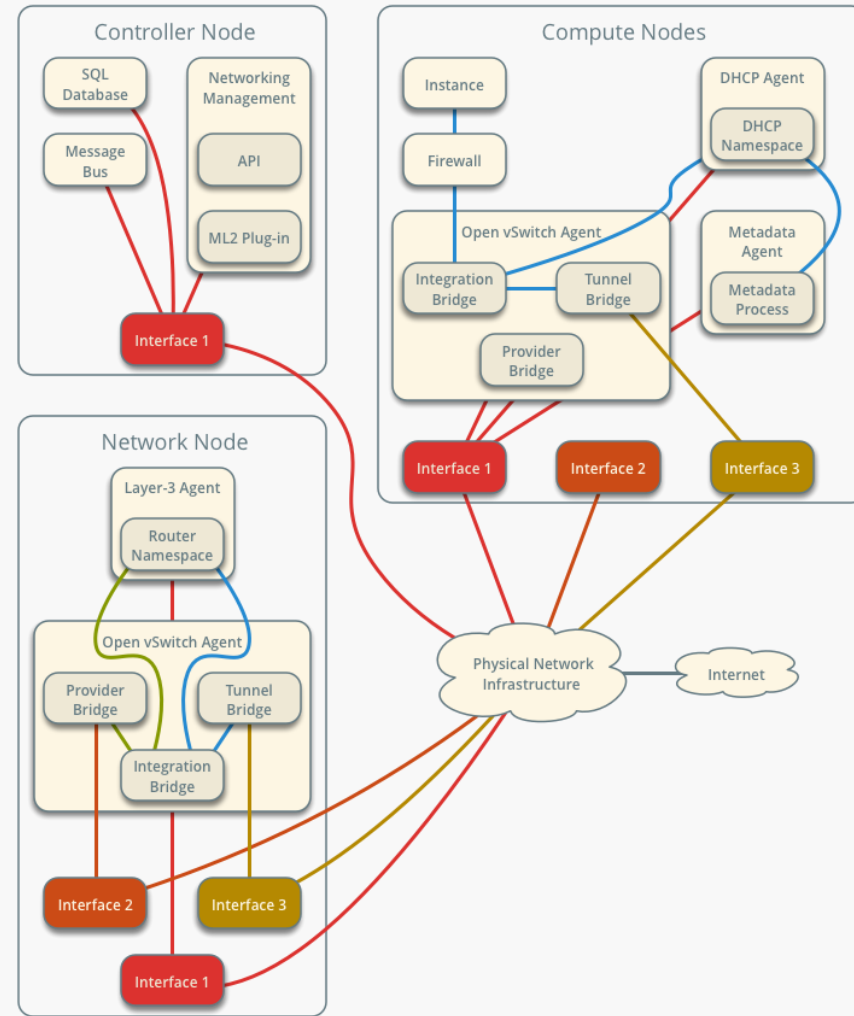 Controller Node
SQL
Database
Networking
Management
Message
Bus
API
ML2 Plug-in
Interface 1
Compute Nodes
Instance
DHCP Agent
DHCP
Namespace
Firewall
Open vSwitch Agent
Metadata
Agent
Integration
Bridge
Tunnel
Bridge
Metadata
Process
Provider
Bridge
Interface 1
Interface 2
Interface 3
Network Node
Layer-3 Agent
Router
Namespace
Open vSwitch Agent
Provider
Bridge
Tunnel
Bridge
Integration
Bridge
Interface 2
Interface 3
Interface 1
Physical Network
Infrastructure
Internet